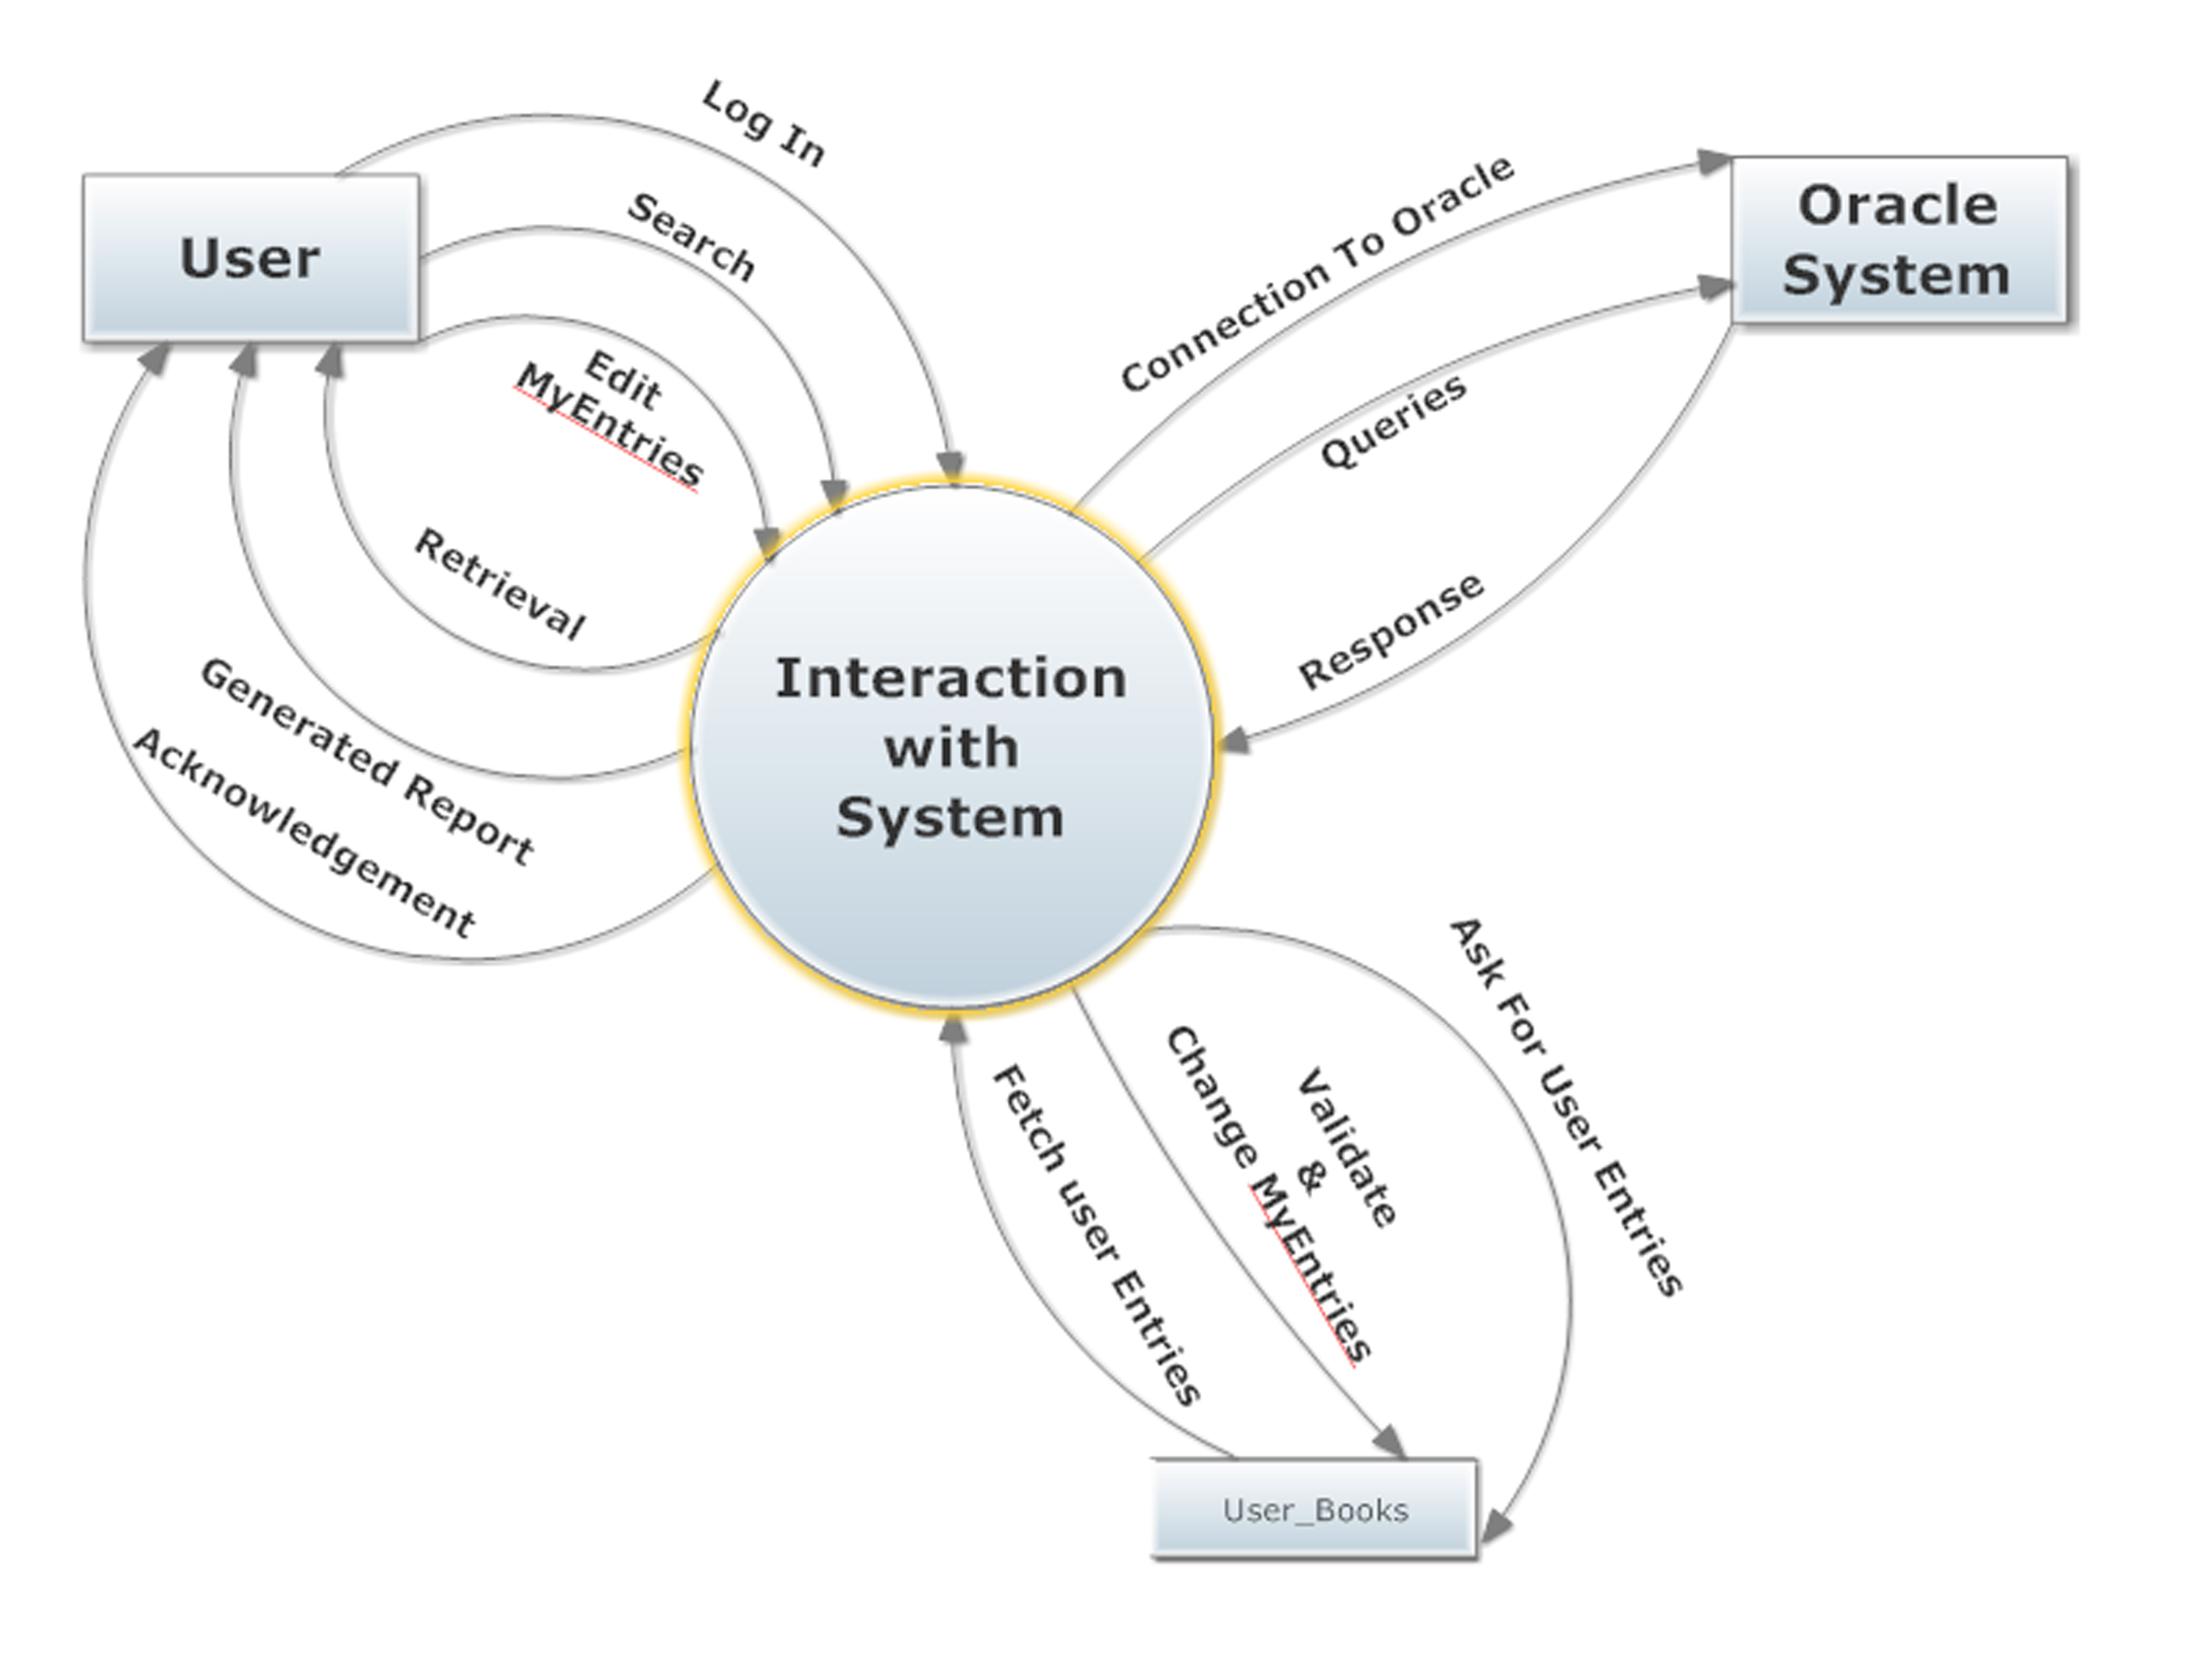 Log In
Search
Edit
MyEntries
User
Retrieval
Generated Report
Acknowledgement
Connection To Oracle
Queries
Response
Oracle
System
Interaction
with
System
Ask For User Entries
Validate
&
Change MyEntries
Fetch user Entries
User_Books